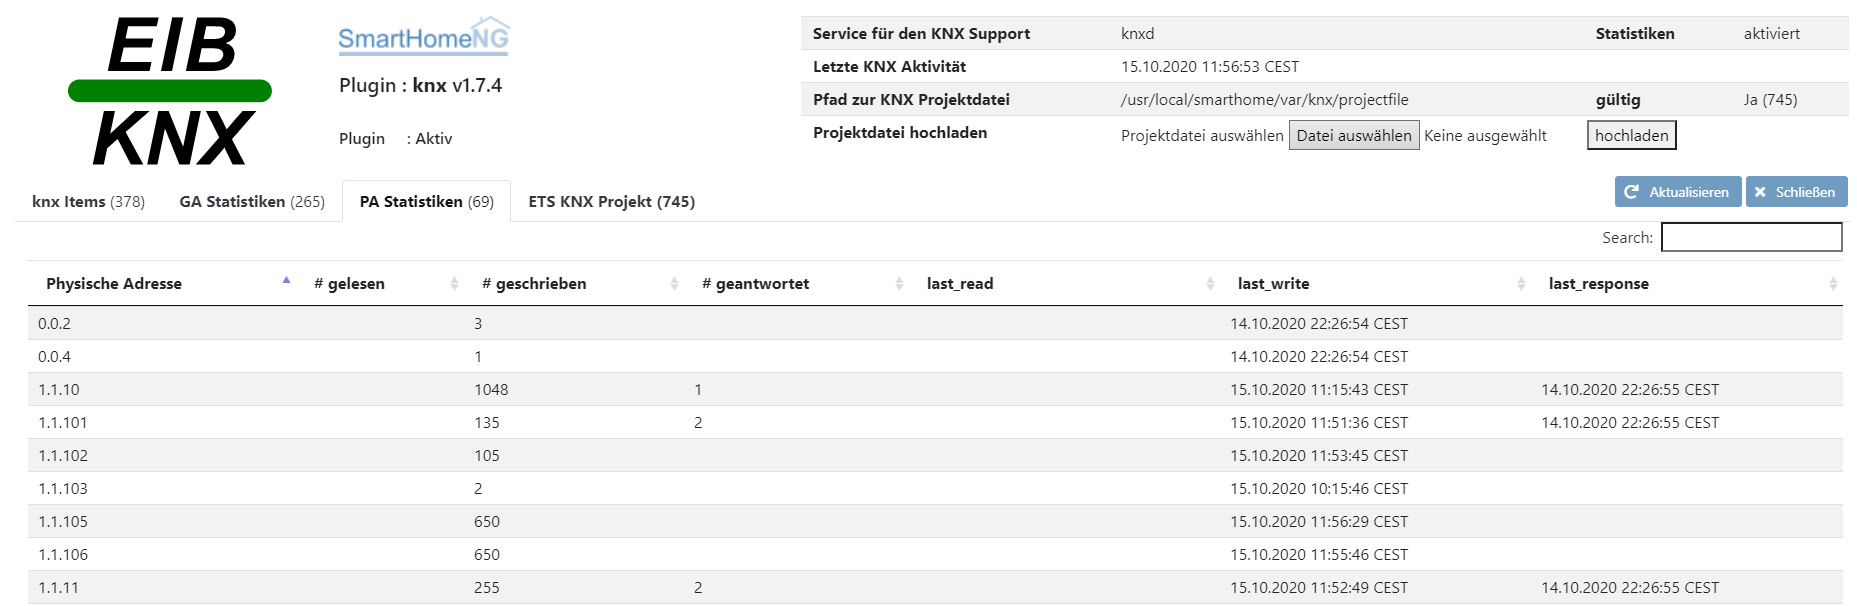 EIB
KNX
SmartHomeNG
Plugin : knx v1.7.4
Plugin : Aktiv
Service für den KNX Support knxd Statistiken aktiviert
Letzte KNX Aktivität 15.10.2020 11:56:53 CEST
Pfad zur KNX Projektdatei /usr/local/smarthome/var/knx/projectfile gültig Ja (745)
Projektdatei hochladen Projektdatei auswählen Datei auswählen Keine ausgewählt hochladen
Aktualisieren Schließen
knx Items (378) GA Statistiken (265) PA Statistiken (69) ETS KNX Projekt (745)
Search:
Physische Adresse # gelesen # geschrieben # geantwortet last_read last_write last_response
0.0.2 3 14.10.2020 22:26:54 CEST
0.0.4 1 14.10.2020 22:26:54 CEST
1.1.10 1048 1 15.10.2020 11:15:43 CEST 14.10.2020 22:26:55 CEST
1.1.101 135 2 15.10.2020 11:51:36 CEST 14.10.2020 22:26:55 CEST
1.1.102 105 15.10.2020 11:53:45 CEST
1.1.103 2 15.10.2020 10:15:46 CEST
1.1.105 650 15.10.2020 11:56:29 CEST
1.1.106 650 15.10.2020 11:55:46 CEST
1.1.11 255 2 15.10.2020 11:52:49 CEST 14.10.2020 22:26:55 CEST